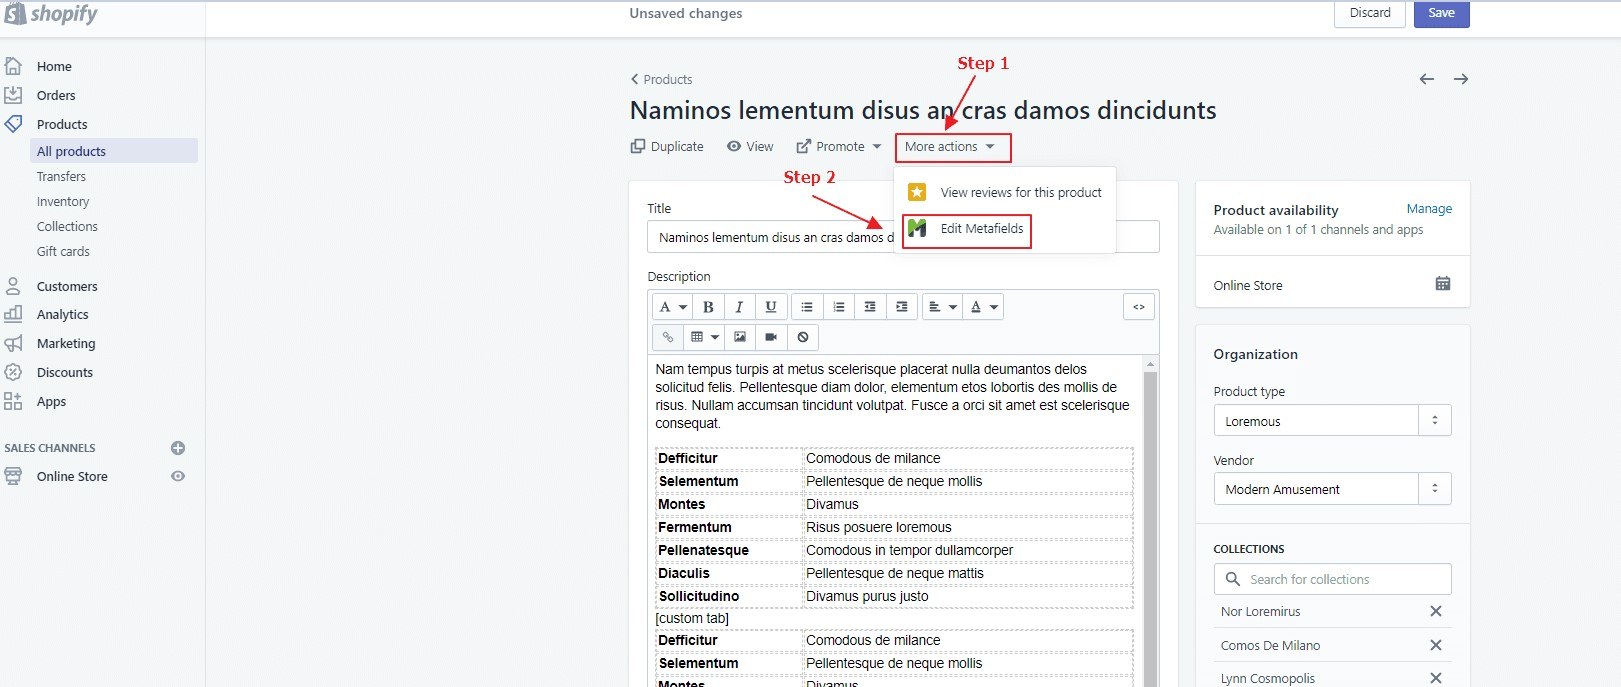 shopify
Unsaved changes
Discard
Save
Home
Orders
Products
All products
Transfers
Inventory
Collections
Gift cards
Customers
Analytics
Marketing
Discounts
Apps
SALES CHANNELS
Online Store
Step 1
Products
Naminos lementum disus an cras damos dincidunts
Duplicate
View
Promote
More actions
Step 2
View reviews for this product
Edit Metafields
Title
Naminos lementum disus an cras damos d
Description
A
B
I
U
A
<>
Nam tempus turpis at metus scelerisque placerat nulla deumantos delos
solicitud felis. Pellentesque diam dolor, elementum etos lobortis des mollis de
risus. Nullam accumsan tincidunt volutpat. Fusce a orci sit amet est scelerisque
consequat.
Defficitur Comodous de milance
Selementum Pellentesque de neque mollis
Montes Divamus
Fermentum Risus posuere loremous
Pellenatesque Comodous in tempor dullamcorper
Diaculis Pellentesque de neque mattis
Sollicitudino Divamus purus justo
[custom tab]
Defficitur Comodous de milance
Selementum Pellentesque de neque mollis
Montes Divamus
Product availability
Manage
Available on 1 of 1 channels and apps
Online Store
Organization
Product type
Loremous
Vendor
Modern Amusement
COLLECTIONS
Search for collections
Nor Loremirus
Comos De Milano
Lynn Cosmopolis